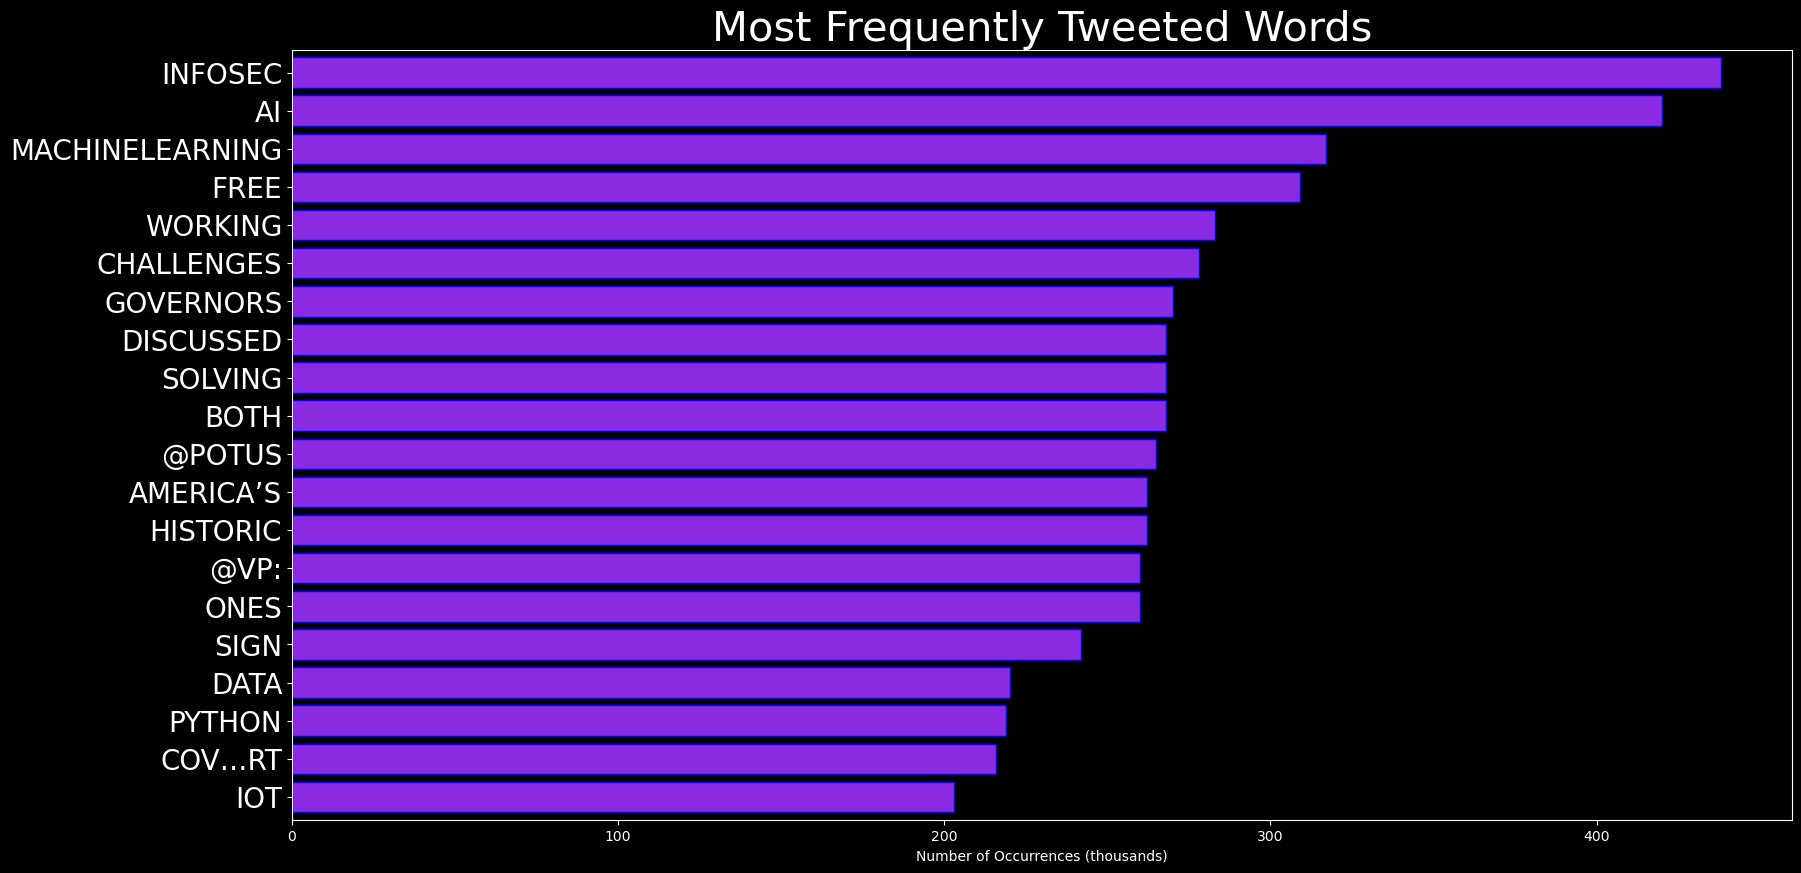 Most Frequently Tweeted Words
INFOSEC
AI
MACHINELEARNING
FREE
WORKING
CHALLENGES
GOVERNORS
DISCUSSED
SOLVING
BOTH
@POTUS
AMERICA’S
HISTORIC
@VP:
ONES
SIGN
DATA
PYTHON
COV…RT
IOT
0 100 200 300 400
Number of Occurrences (thousands)